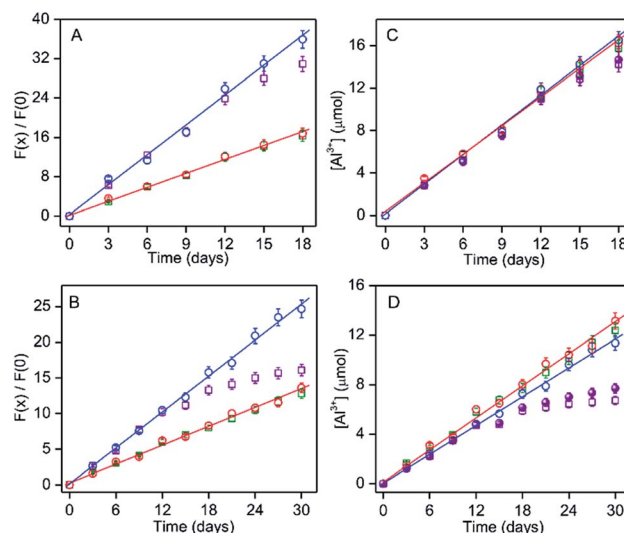 A
F(x) / F(0)
40
32
24
16
8
0
0 3 6 9 12 15 18
Time (days)
C
[Al³⁺] (μmol)
16
12
8
4
0
0 3 6 9 12 15 18
Time (days)
B
F(x) / F(0)
25
20
15
10
5
0
0 6 12 18 24 30
Time (days)
D
[Al³⁺] (μmol)
16
12
8
4
0
0 6 12 18 24 30
Time (days)